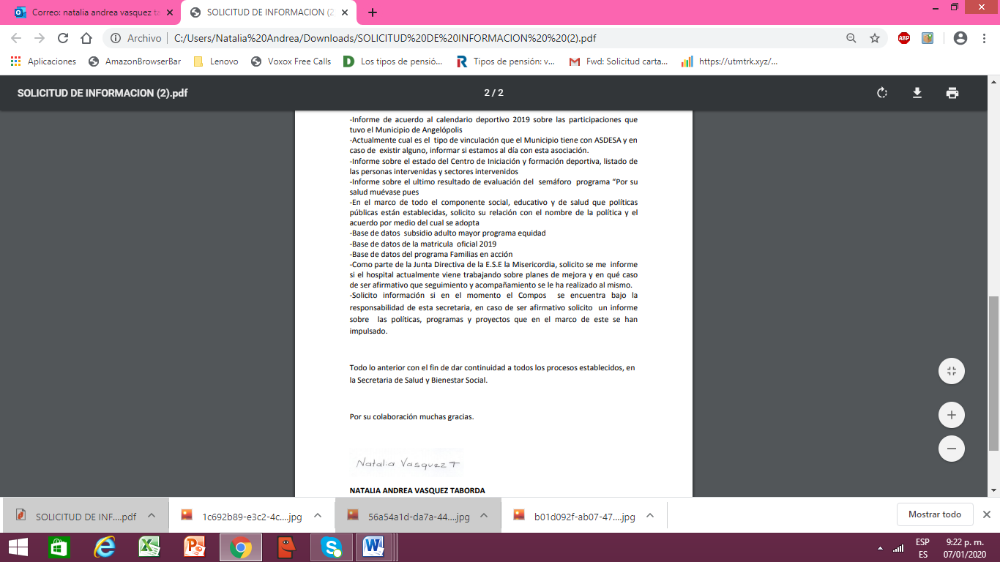 Correo: natalia andrea vasquez ta
SOLICITUD DE INFORMACION (2
Archivo
C:/Users/Natalia%20Andrea/Downloads/SOLICITUD%20DE%20INFORMACION%20%20(2).pdf
ABP
Aplicaciones
AmazonBrowserBar
Lenovo
Voxox Free Calls
D
Los tipos de pensió...
R
Tipos de pensión: v...
Fwd: Solicitud carta...
https://utmtrk.xyz/...
SOLICITUD DE INFORMACION (2).pdf
2 / 2
-Informe de acuerdo al calendario deportivo 2019 sobre las participaciones que
tuvo el Municipio de Angelópolis
-Actualmente cual es el tipo de vinculación que el Municipio tiene con ASDESA y en
caso de existir alguno, informar si estamos al día con esta asociación.
-Informe sobre el estado del Centro de Iniciación y formación deportiva, listado de
las personas intervenidas y sectores intervenidos
-Informe sobre el ultimo resultado de evaluación del semáforo programa “Por su
salud muévase pues
-En el marco de todo el componente social, educativo y de salud que políticas
públicas están establecidas, solicito su relación con el nombre de la política y el
acuerdo por medio del cual se adopta
-Base de datos subsidio adulto mayor programa equidad
-Base de datos de la matricula oficial 2019
-Base de datos del programa Familias en acción
-Como parte de la Junta Directiva de la E.S.E la Misericordia, solicito se me informe
si el hospital actualmente viene trabajando sobre planes de mejora y en qué caso
de ser afirmativo que seguimiento y acompañamiento se le ha realizado al mismo.
-Solicito información si en el momento el Compos se encuentra bajo la
responsabilidad de esta secretaria, en caso de ser afirmativo solicito un informe
sobre las políticas, programas y proyectos que en el marco de este se han
impulsado.
Todo lo anterior con el fin de dar continuidad a todos los procesos establecidos, en
la Secretaria de Salud y Bienestar Social.
Por su colaboración muchas gracias.
Natalia Vasquez T
NATALIA ANDREA VASQUEZ TABORDA
SOLICITUD DE INF....pdf
1c692b89-e3c2-4c....jpg
56a54a1d-da7a-44....jpg
b01d092f-ab07-47....jpg
Mostrar todo
ESP
ES
9:22 p. m.
07/01/2020